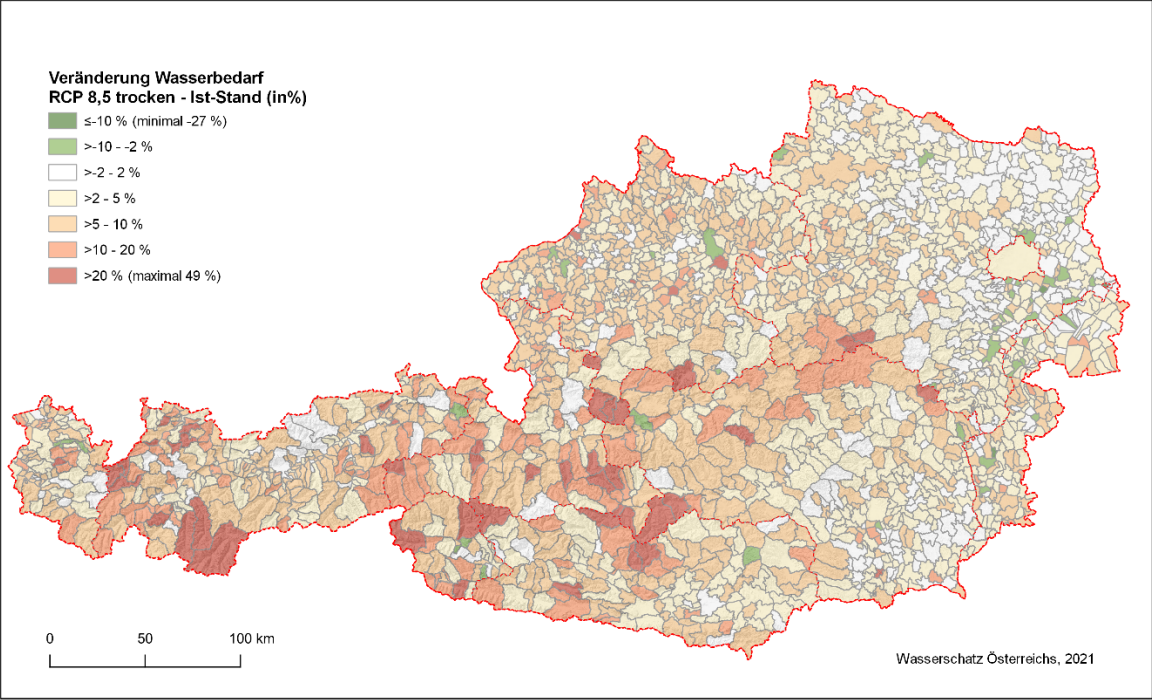 Veränderung Wasserbedarf
RCP 8,5 trocken - Ist-Stand (in%)
≤-10 % (minimal -27 %)
>-10 - -2 %
>-2 - 2 %
>2 - 5 %
>5 - 10 %
>10 - 20 %
>20 % (maximal 49 %)
0 50 100 km
Wasserschatz Österreichs, 2021